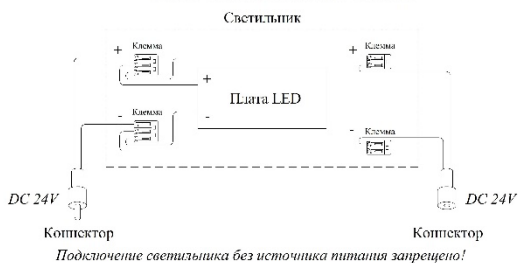 Светильник
+ Клемма + Клемма
+
Плата LED
- Клемма - - Клемма
DC 24V DC 24V
Коннектор Коннектор
Подключение светильника без источника питания запрещено!